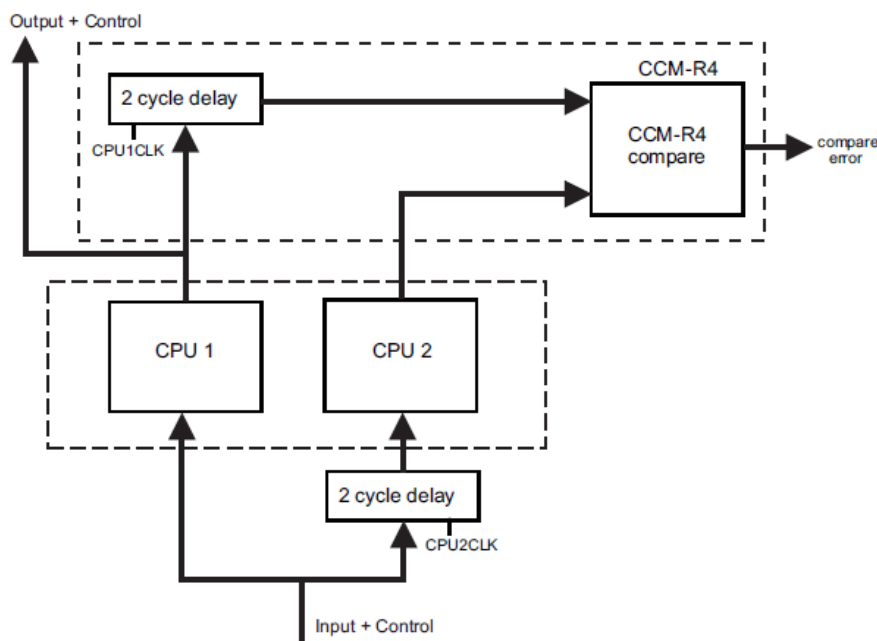 Output + Control
CCM-R4
2 cycle delay
CPU1CLK
CCM-R4
compare
compare
error
CPU 1
CPU 2
2 cycle delay
CPU2CLK
Input + Control